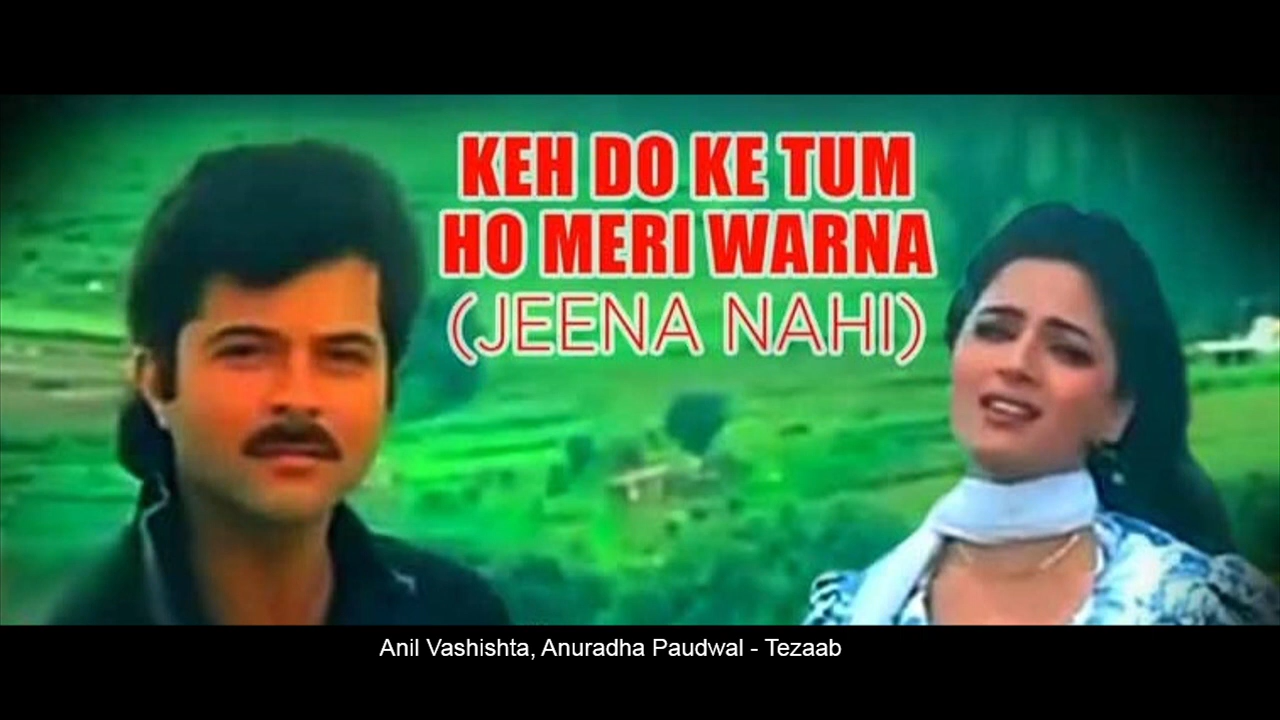 KEH DO KE TUM
HO MERI WARNA
(JEENA NAHI)
Anil Vashishta, Anuradha Paudwal - Tezaab